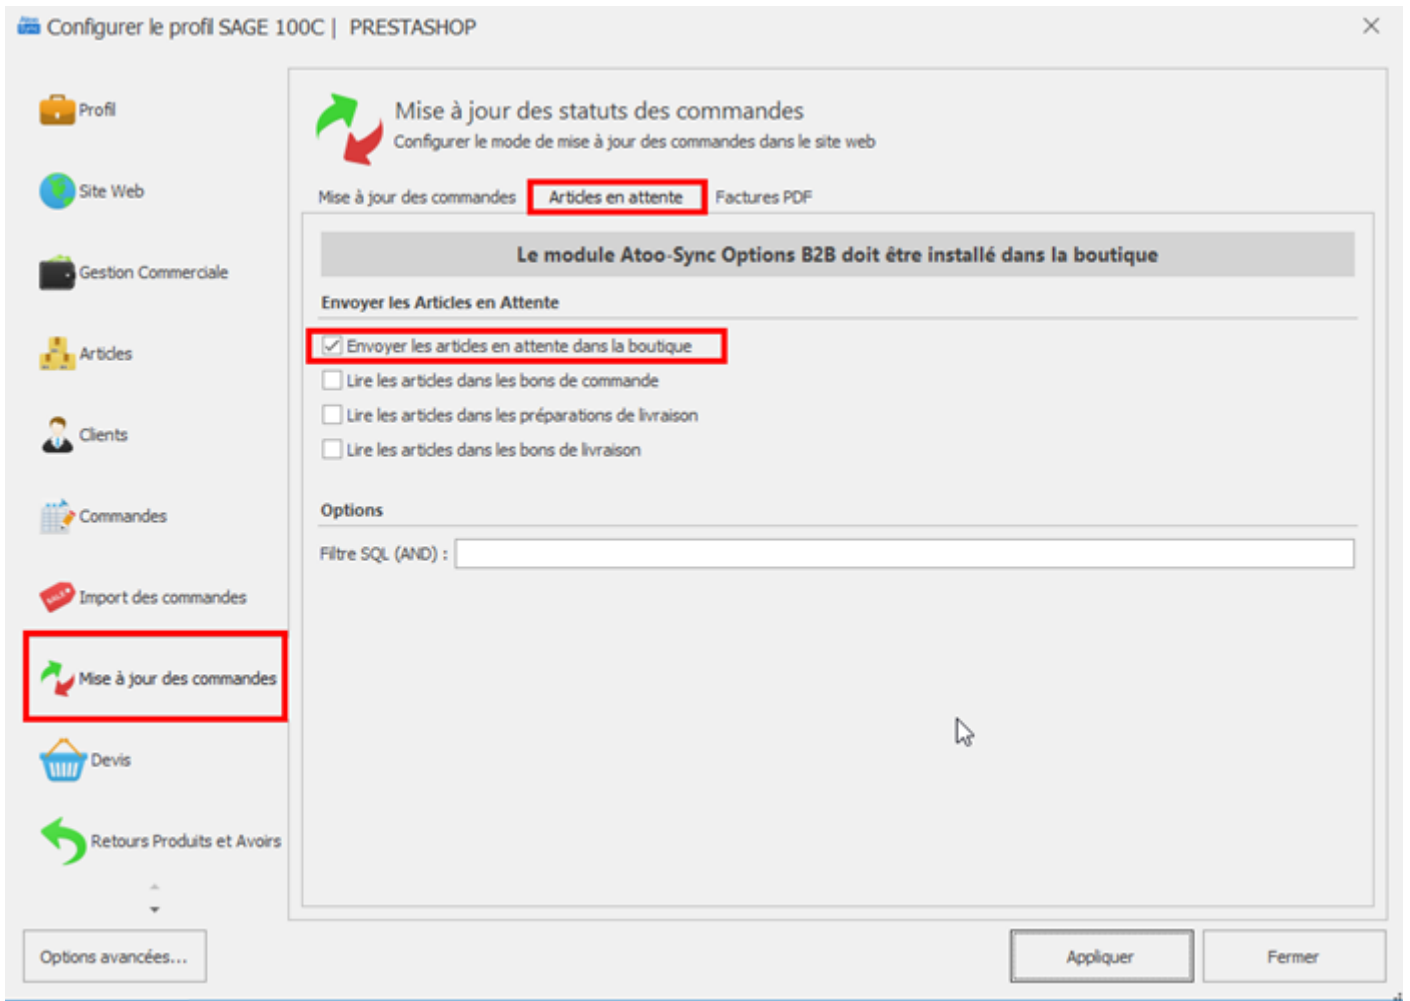 Configurer le profil SAGE 100C | PRESTASHOP
Profil
Site Web
Gestion Commerciale
Articles
Clients
Commandes
Import des commandes
Mise à jour des commandes
Devis
Retours Produits et Avoirs
Options avancées...
Mise à jour des statuts des commandes
Configurer le mode de mise à jour des commandes dans le site web
Mise à jour des commandes Articles en attente Factures PDF
Le module Atoo-Sync Options B2B doit être installé dans la boutique
Envoyer les Articles en Attente
Envoyer les articles en attente dans la boutique
Lire les articles dans les bons de commande
Lire les articles dans les préparations de livraison
Lire les articles dans les bons de livraison
Options
Filtre SQL (AND) :
Appliquer Fermer